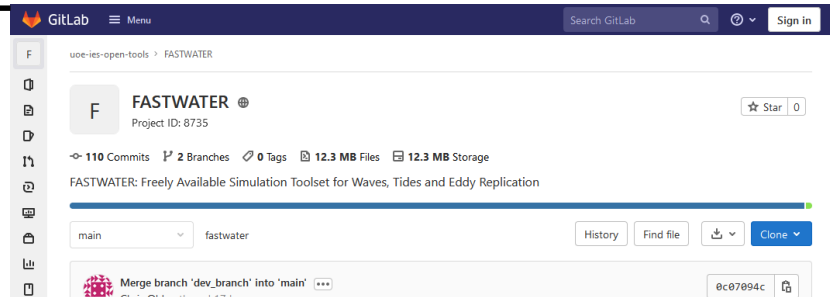 GitLab Menu Search GitLab Sign in
F uoe-ies-open-tools > FASTWATER
F FASTWATER
Project ID: 8735
Star 0
110 Commits 2 Branches 0 Tags 12.3 MB Files 12.3 MB Storage
FASTWATER: Freely Available Simulation Toolset for Waves, Tides and Eddy Replication
main fastwater History Find file Clone
Merge branch 'dev_branch' into 'main' ••• 0c07094c